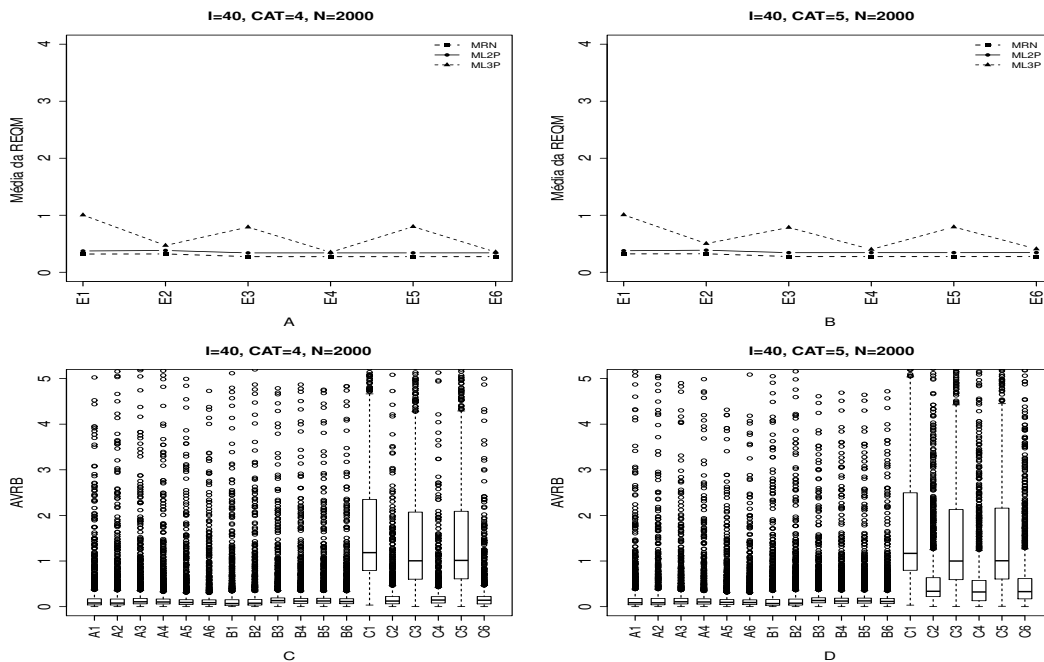 I=40, CAT=4, N=2000
MRN
ML2P
ML3P
Média da REQM
0 1 2 3 4
E1 E2 E3 E4 E5 E6
A
I=40, CAT=5, N=2000
MRN
ML2P
ML3P
Média da REQM
0 1 2 3 4
E1 E2 E3 E4 E5 E6
B
I=40, CAT=4, N=2000
AVRB
0 1 2 3 4 5
A1 A2 A3 A4 A5 A6 B1 B2 B3 B4 B5 B6 C1 C2 C3 C4 C5 C6
C
I=40, CAT=5, N=2000
AVRB
0 1 2 3 4 5
A1 A2 A3 A4 A5 A6 B1 B2 B3 B4 B5 B6 C1 C2 C3 C4 C5 C6
D